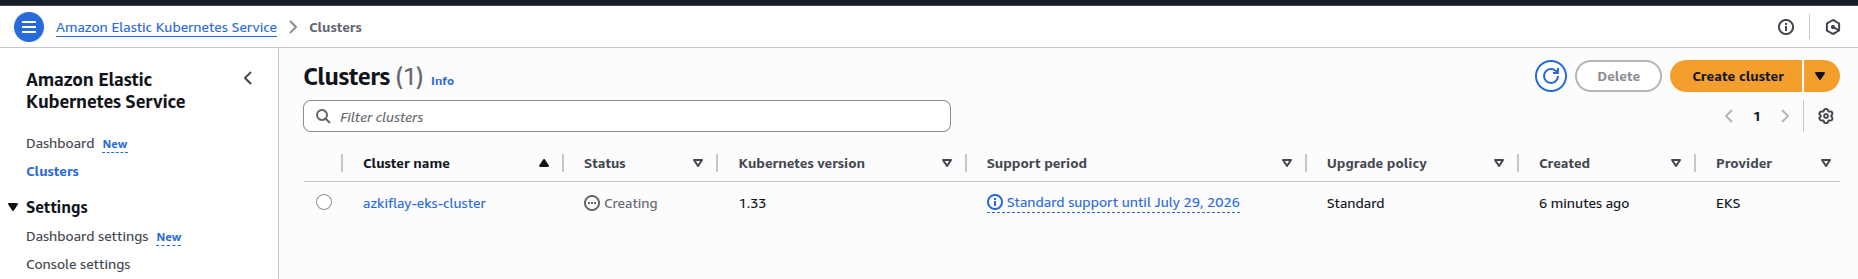 Amazon Elastic Kubernetes Service > Clusters
Amazon Elastic
Kubernetes Service
Dashboard New
Clusters
Settings
Dashboard settings New
Console settings
Clusters (1) Info
Delete
Create cluster
Filter clusters
1
Cluster name Status Kubernetes version Support period Upgrade policy Created Provider
azkiflay-eks-cluster Creating 1.33 Standard support until July 29, 2026 Standard 6 minutes ago EKS